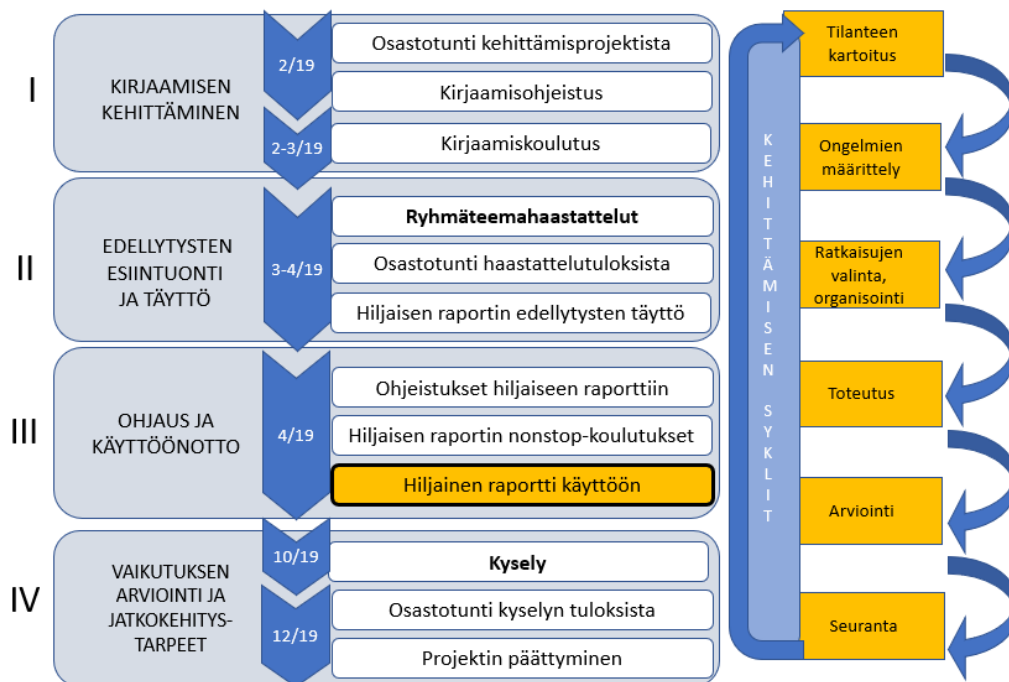 I
KIRJAAMISEN
KEHITTÄMINEN
2/19
2-3/19
Osastotunti kehittämisprojektista
Kirjaamisohjeistus
Kirjaamiskoulutus
II
EDELLYTYSTEN
ESIINTUONTI
JA TÄYTTÖ
3-4/19
Ryhmäteemahaastattelut
Osastotunti haastattelutuloksista
Hiljaisen raportin edellytysten täyttö
III
OHJAUS JA
KÄYTTÖÖNOTTO
4/19
Ohjeistukset hiljaiseen raporttiin
Hiljaisen raportin nonstop-koulutukset
Hiljainen raportti käyttöön
IV
VAIKUTUKSEN
ARVIOINTI JA
JATKOKEHITYS-
TARPEET
10/19
12/19
Kysely
Osastotunti kyselyn tuloksista
Projektin päättyminen
KEHITTÄMISEN SYKLIT
Tilanteen
kartoitus
Ongelmien
määrittely
Ratkaisujen
valinta,
organisointi
Toteutus
Arviointi
Seuranta